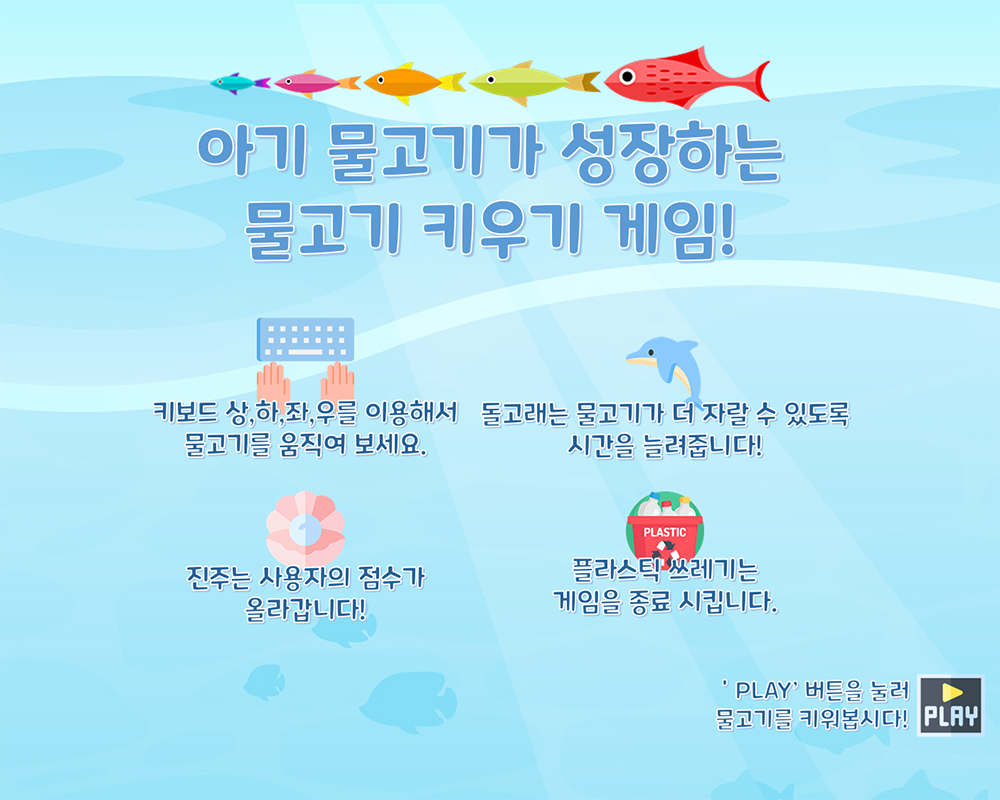 아기 물고기가 성장하는
물고기 키우기 게임!
키보드 상,하,좌,우를 이용해서
물고기를 움직여 보세요.
돌고래는 물고기가 더 자랄 수 있도록
시간을 늘려줍니다!
진주는 사용자의 점수가
올라갑니다!
PLASTIC
플라스틱 쓰레기는
게임을 종료 시킵니다.
' PLAY' 버튼을 눌러
물고기를 키워봅시다!
PLAY